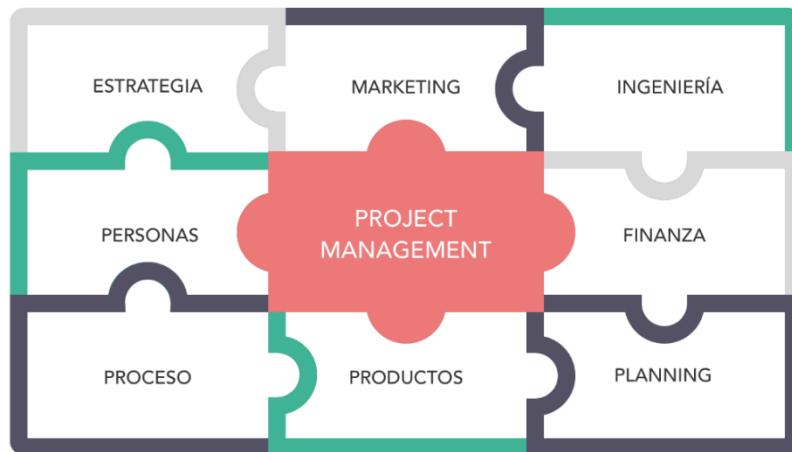 ESTRATEGIA
MARKETING
INGENIERÍA
PERSONAS
PROJECT
MANAGEMENT
FINANZA
PROCESO
PRODUCTOS
PLANNING